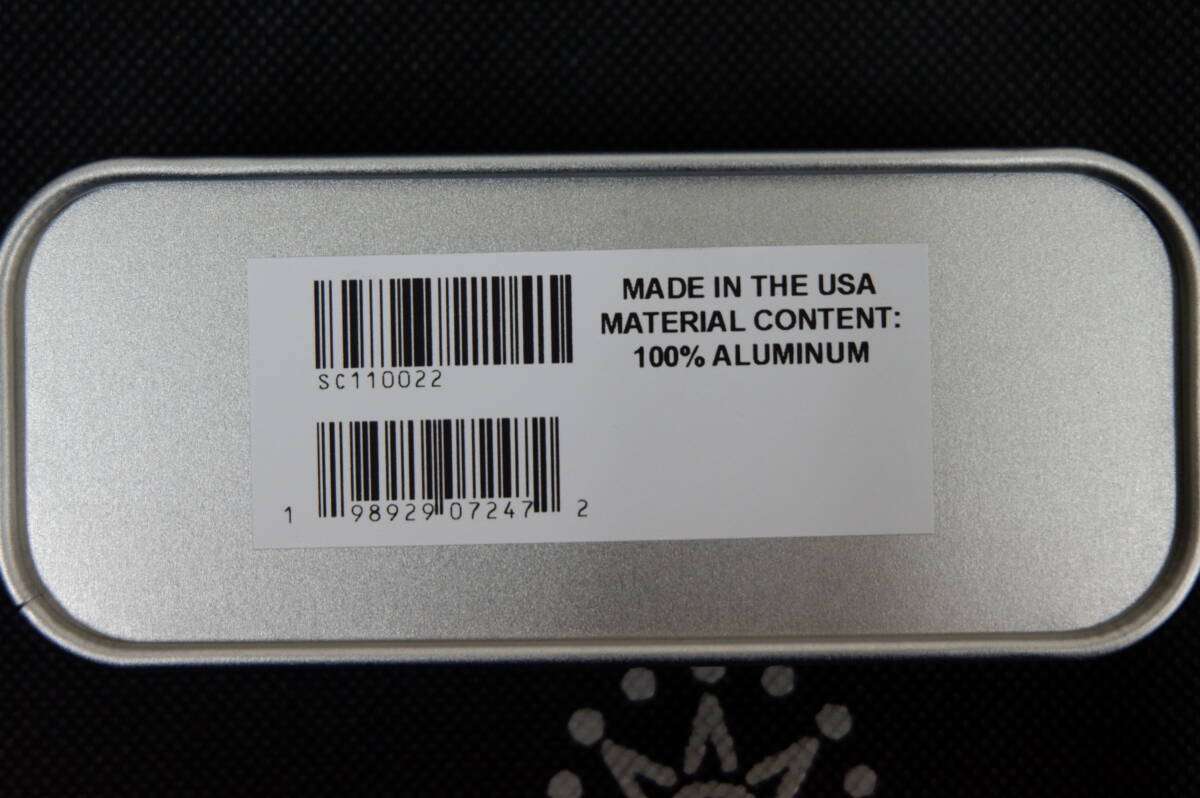 SC110022
1 98929 07247 2
MADE IN THE USA
MATERIAL CONTENT:
100% ALUMINUM